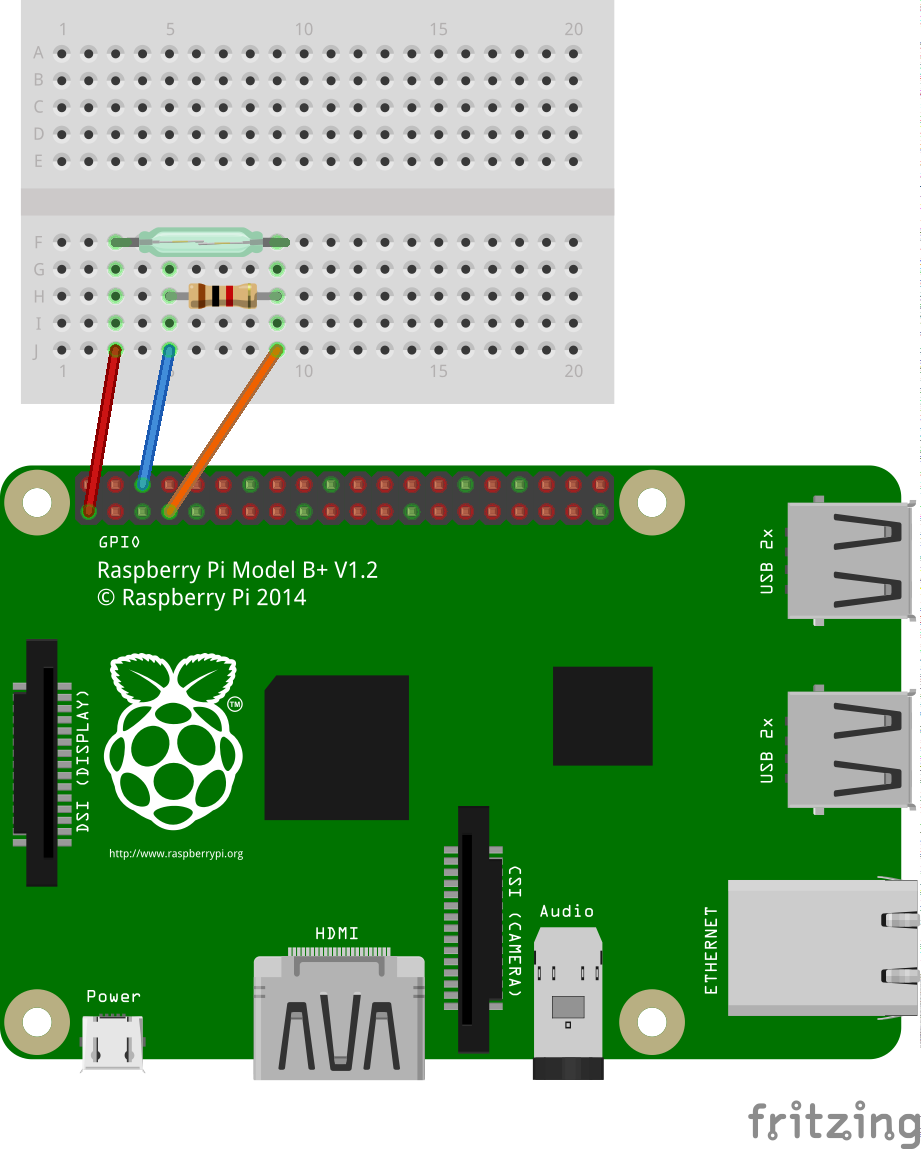 1 5 10 15 20
A
B
C
D
E
F
G
H
I
J
1 5 10 15 20
GPIO
Raspberry Pi Model B+ V1.2
© Raspberry Pi 2014
USB 2x
DSI (DISPLAY)
TM
USB 2x
http://www.raspberrypi.org
CSI (CAMERA)
Audio
ETHERNET
HDMI
Power
fritzing